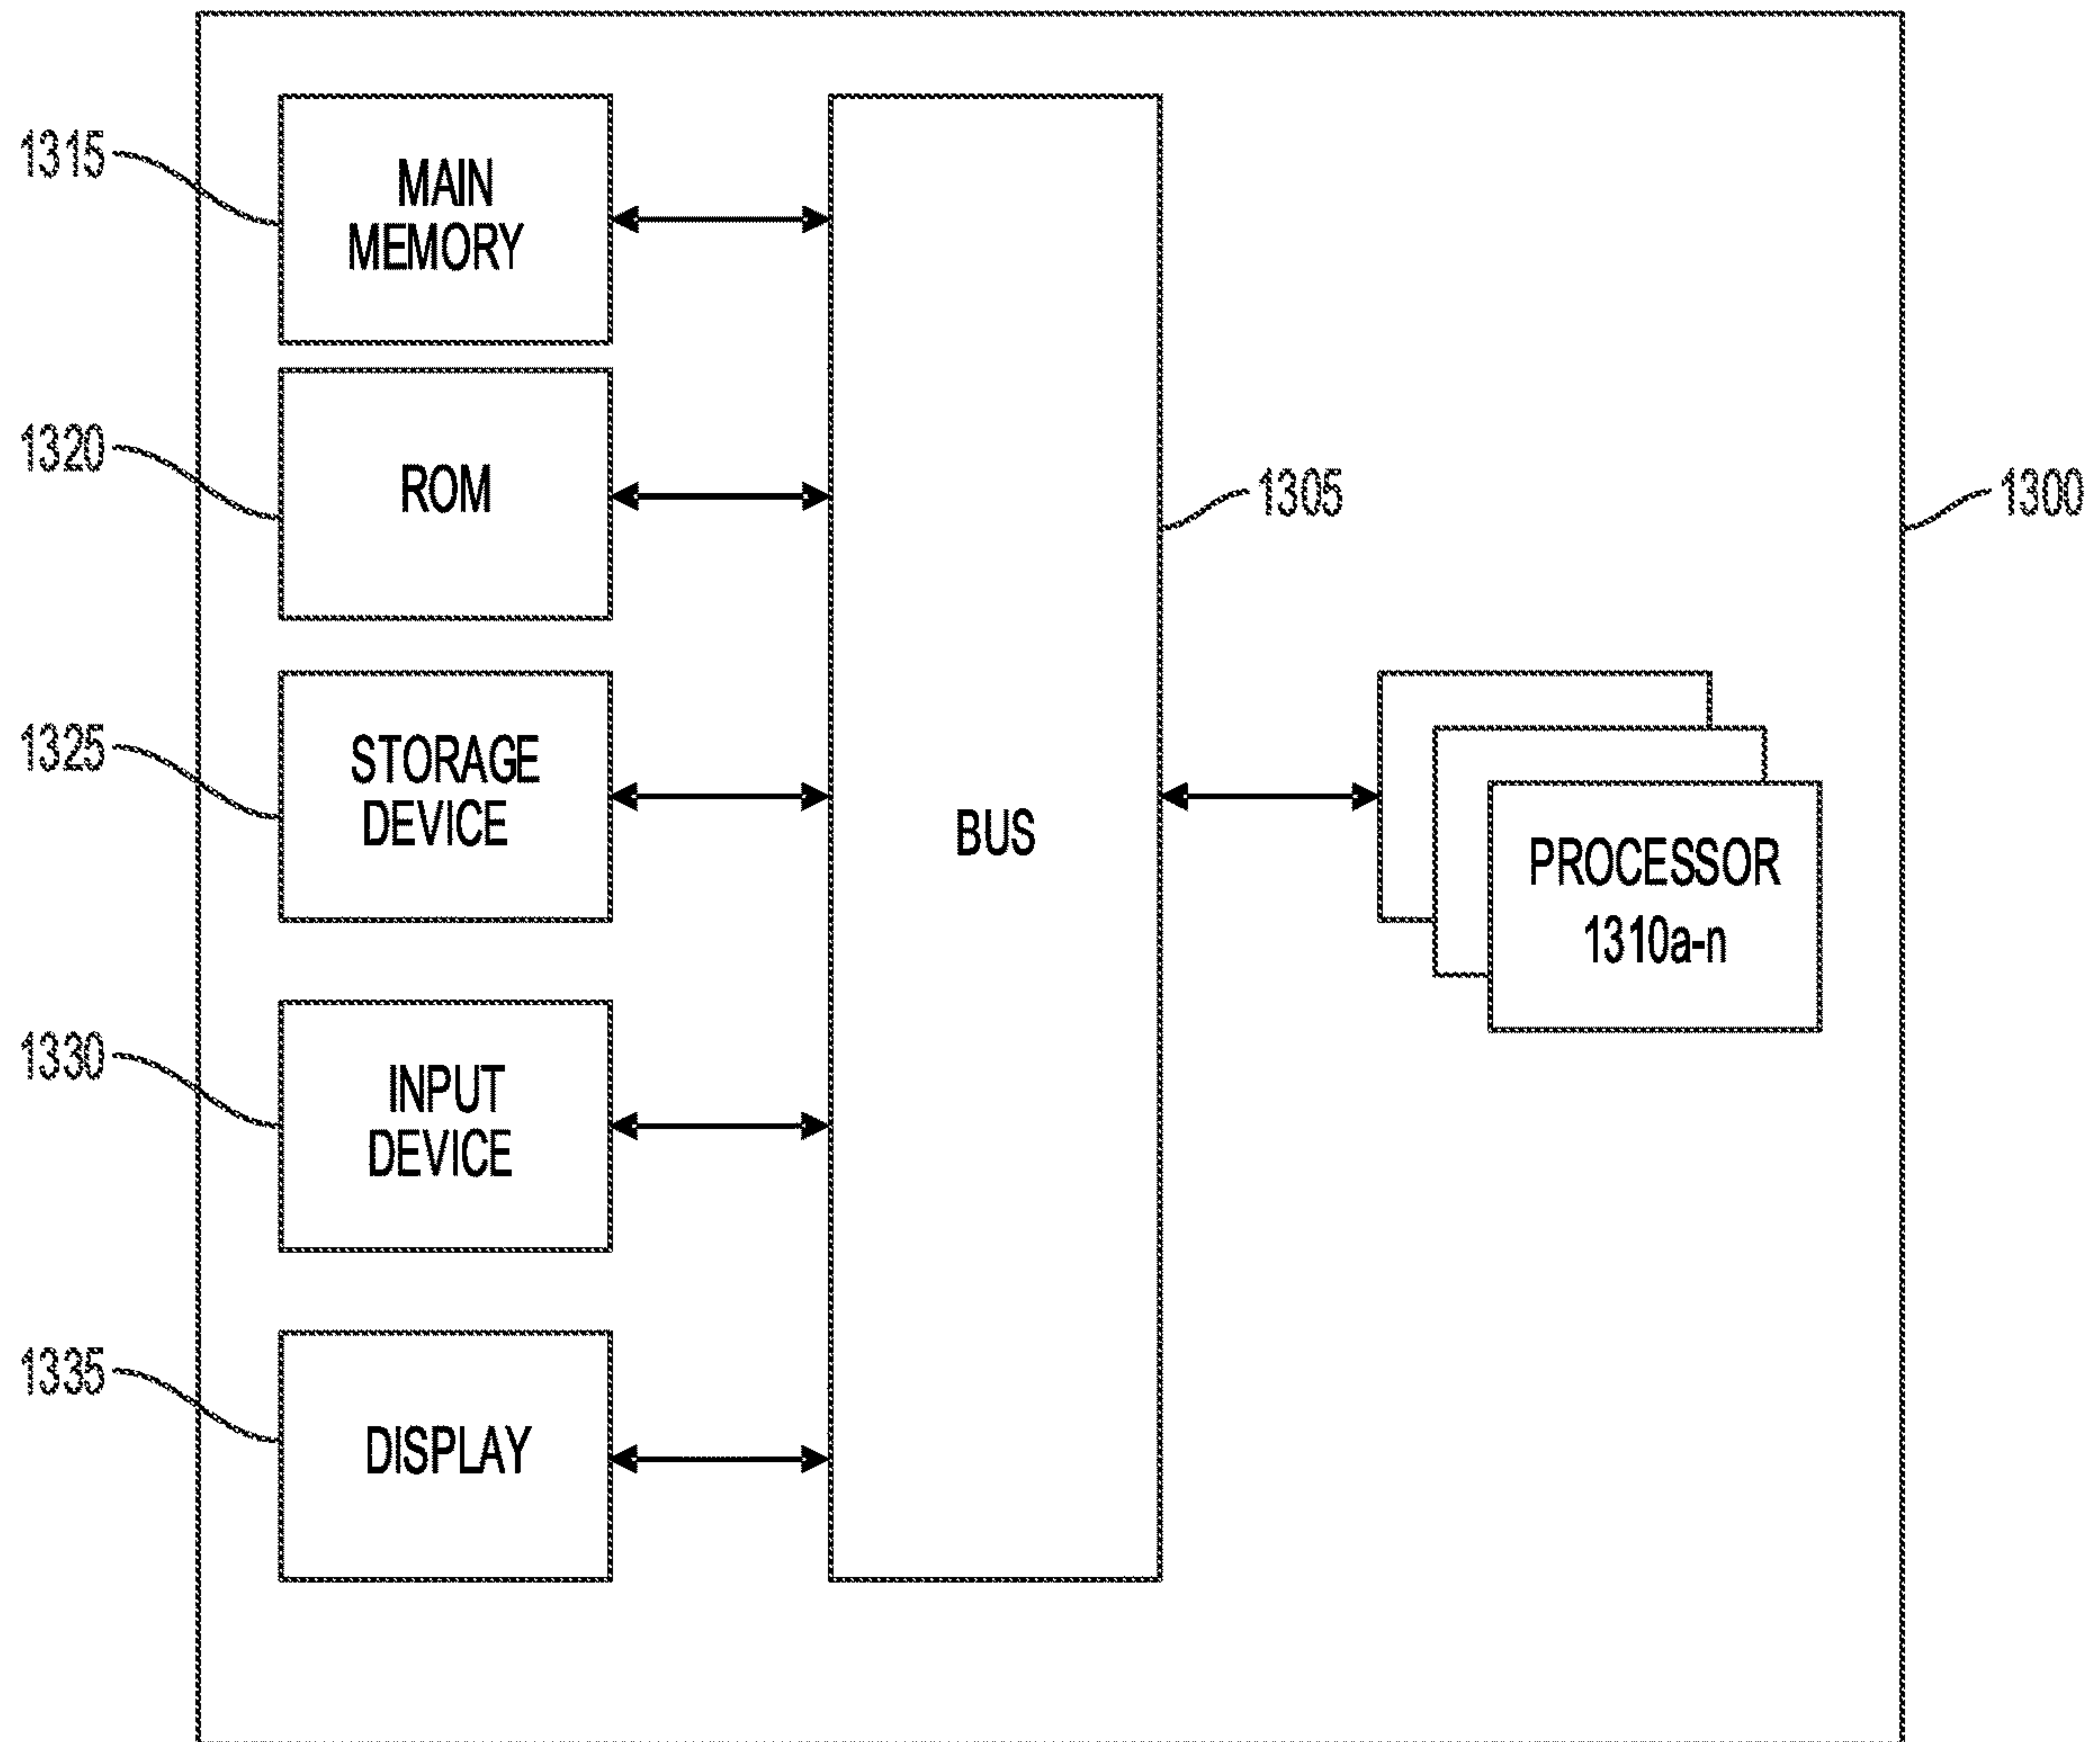 1315
MAIN
MEMORY
1320
ROM
1325
STORAGE
DEVICE
1330
INPUT
DEVICE
1335
DISPLAY
BUS
1305
1300
PROCESSOR
1310a-n